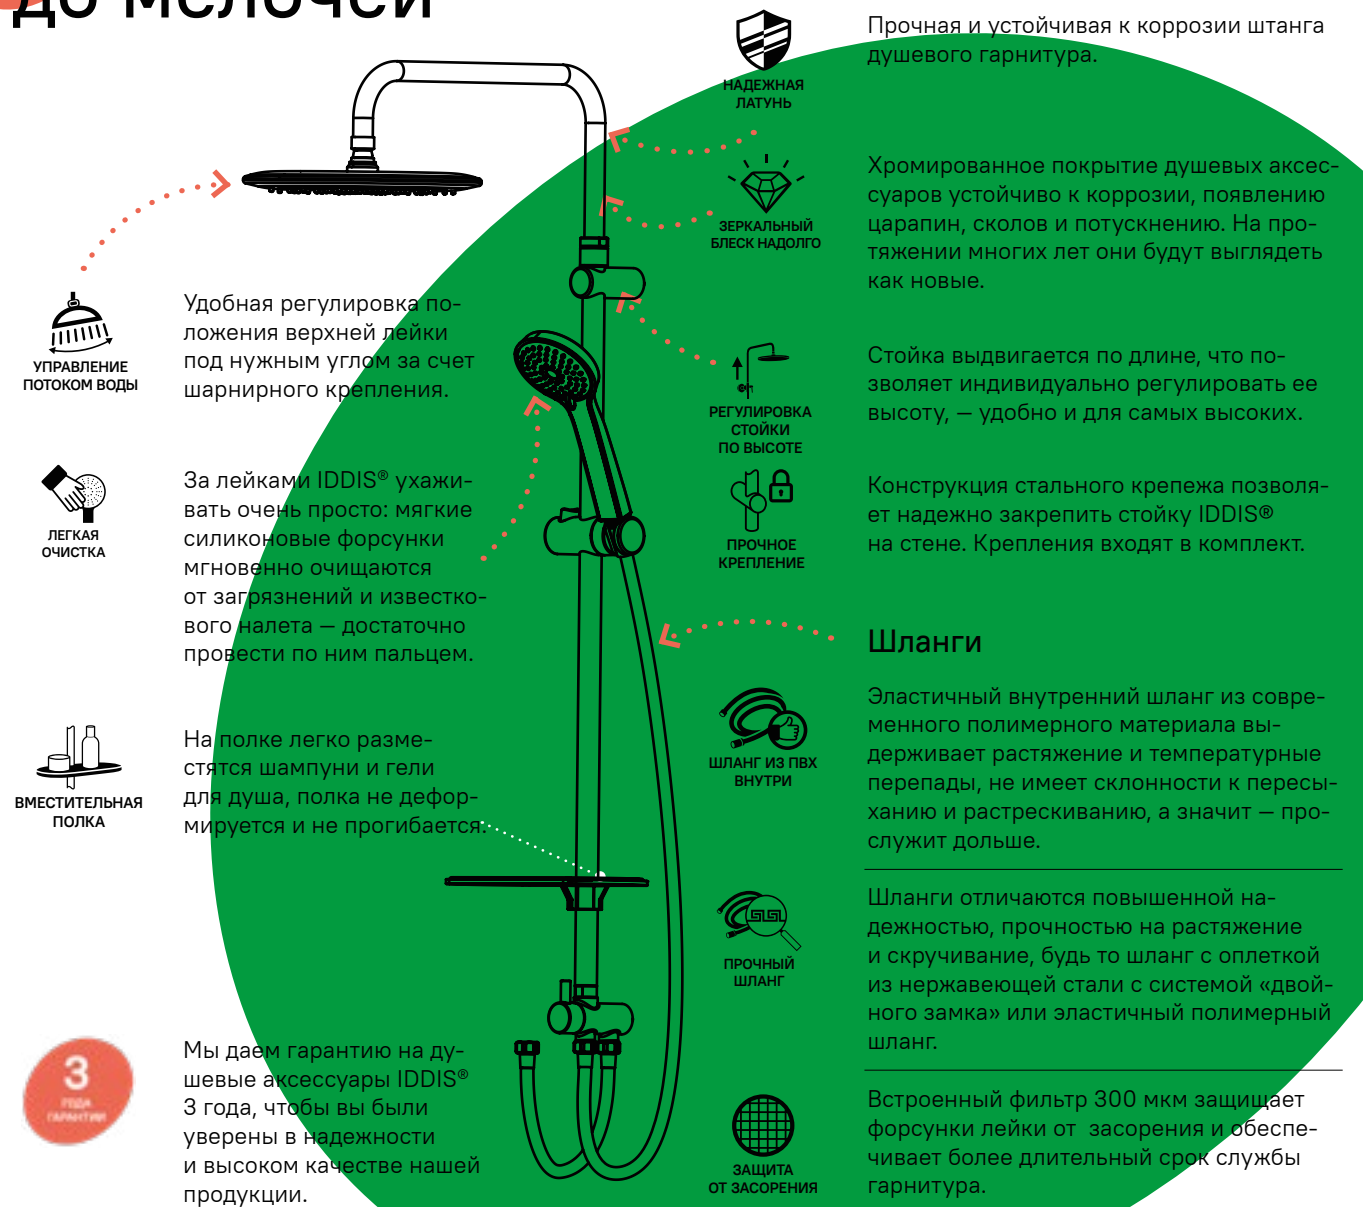 до мелочей
НАДЕЖНАЯ
ЛАТУНЬ
Прочная и устойчивая к коррозии штанга
душевого гарнитура.
ЗЕРКАЛЬНЫЙ
БЛЕСК НАДОЛГО
Хромированное покрытие душевых аксес-
суаров устойчиво к коррозии, появлению
царапин, сколов и потускнению. На про-
тяжении многих лет они будут выглядеть
как новые.
УПРАВЛЕНИЕ
ПОТОКОМ ВОДЫ
Удобная регулировка по-
ложения верхней лейки
под нужным углом за счет
шарнирного крепления.
РЕГУЛИРОВКА
СТОЙКИ
ПО ВЫСОТЕ
Стойка выдвигается по длине, что по-
зволяет индивидуально регулировать ее
высоту, — удобно и для самых высоких.
ЛЕГКАЯ
ОЧИСТКА
За лейками IDDIS® ухажи-
вать очень просто: мягкие
силиконовые форсунки
мгновенно очищаются
от загрязнений и известко-
вого налета — достаточно
провести по ним пальцем.
ПРОЧНОЕ
КРЕПЛЕНИЕ
Конструкция стального крепежа позволя-
ет надежно закрепить стойку IDDIS®
на стене. Крепления входят в комплект.
Шланги
ВМЕСТИТЕЛЬНАЯ
ПОЛКА
На полке легко разме-
стятся шампуни и гели
для душа, полка не дефор-
мируется и не прогибается.
ШЛАНГ ИЗ ПВХ
ВНУТРИ
Эластичный внутренний шланг из совре-
менного полимерного материала вы-
держивает растяжение и температурные
перепады, не имеет склонности к пересы-
ханию и растрескиванию, а значит — про-
служит дольше.
ПРОЧНЫЙ
ШЛАНГ
Шланги отличаются повышенной на-
дежностью, прочностью на растяжение
и скручивание, будь то шланг с оплеткой
из нержавеющей стали с системой «двой-
ного замка» или эластичный полимерный
шланг.
3
ГОДА
ГАРАНТИИ
Мы даем гарантию на ду-
шевые аксессуары IDDIS®
3 года, чтобы вы были
уверены в надежности
и высоком качестве нашей
продукции.
ЗАЩИТА
ОТ ЗАСОРЕНИЯ
Встроенный фильтр 300 мкм защищает
форсунки лейки от засорения и обеспе-
чивает более длительный срок службы
гарнитура.